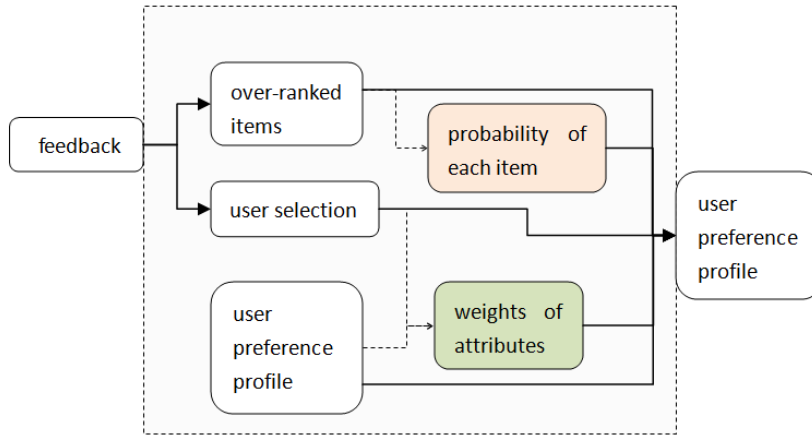 over-ranked
items
feedback
probability of
each item
user selection
user
preference
profile
user
preference
profile
weights of
attributes